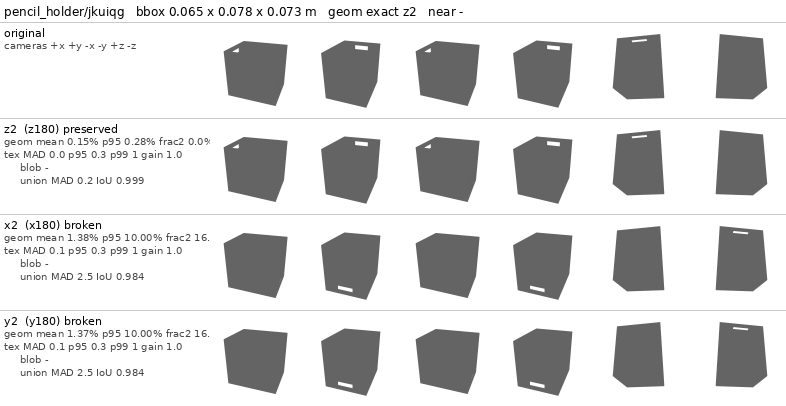 pencil_holder/jkuiqg   bbox 0.065 x 0.078 x 0.073 m   geom exact z2   near -
original
cameras +x +y -x -y +z -z
z2  (z180) preserved
geom mean 0.15% p95 0.28% frac2 0.0%
tex MAD 0.0 p95 0.3 p99 1 gain 1.0
blob -
union MAD 0.2 IoU 0.999
x2  (x180) broken
geom mean 1.38% p95 10.00% frac2 16.
tex MAD 0.1 p95 0.3 p99 1 gain 1.0
blob -
union MAD 2.5 IoU 0.984
y2  (y180) broken
geom mean 1.37% p95 10.00% frac2 16.
tex MAD 0.1 p95 0.3 p99 1 gain 1.0
blob -
union MAD 2.5 IoU 0.984